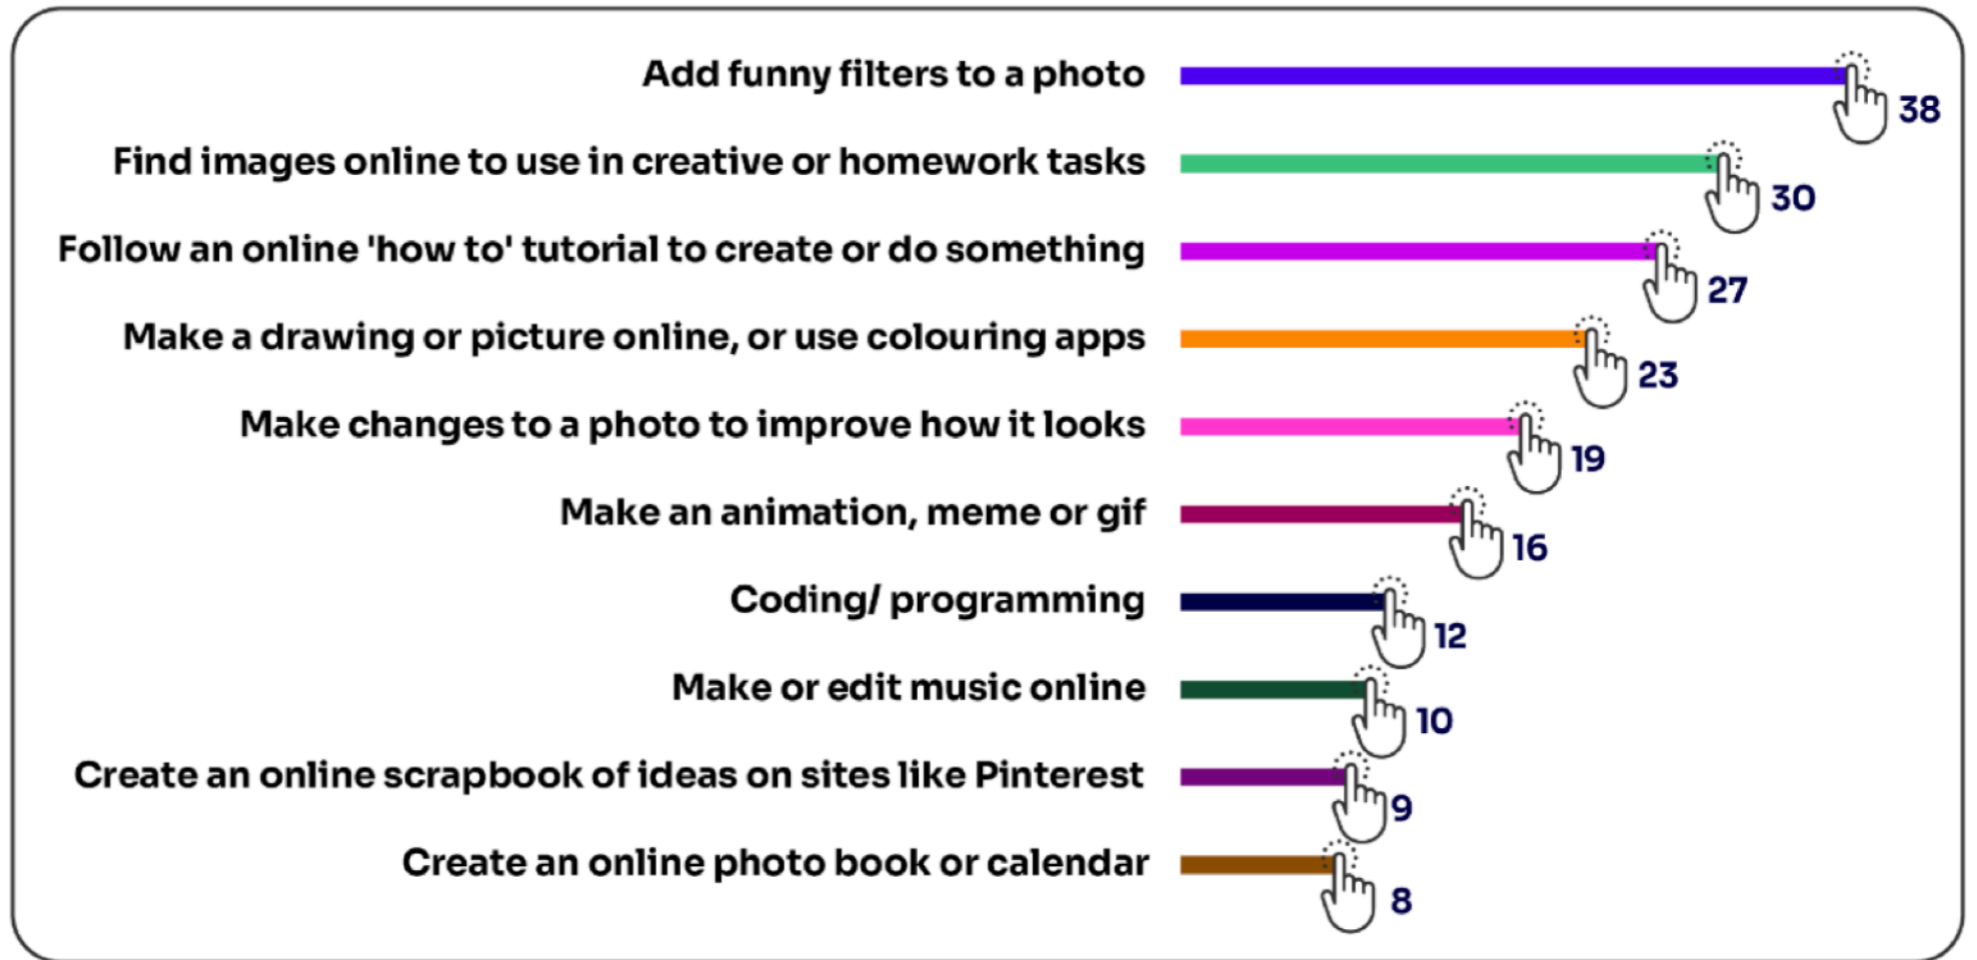 Add funny filters to a photo
38
Find images online to use in creative or homework tasks
30
Follow an online 'how to' tutorial to create or do something
27
Make a drawing or picture online, or use colouring apps
23
Make changes to a photo to improve how it looks
19
Make an animation, meme or gif
16
Coding/ programming
12
Make or edit music online
10
Create an online scrapbook of ideas on sites like Pinterest
9
Create an online photo book or calendar
8